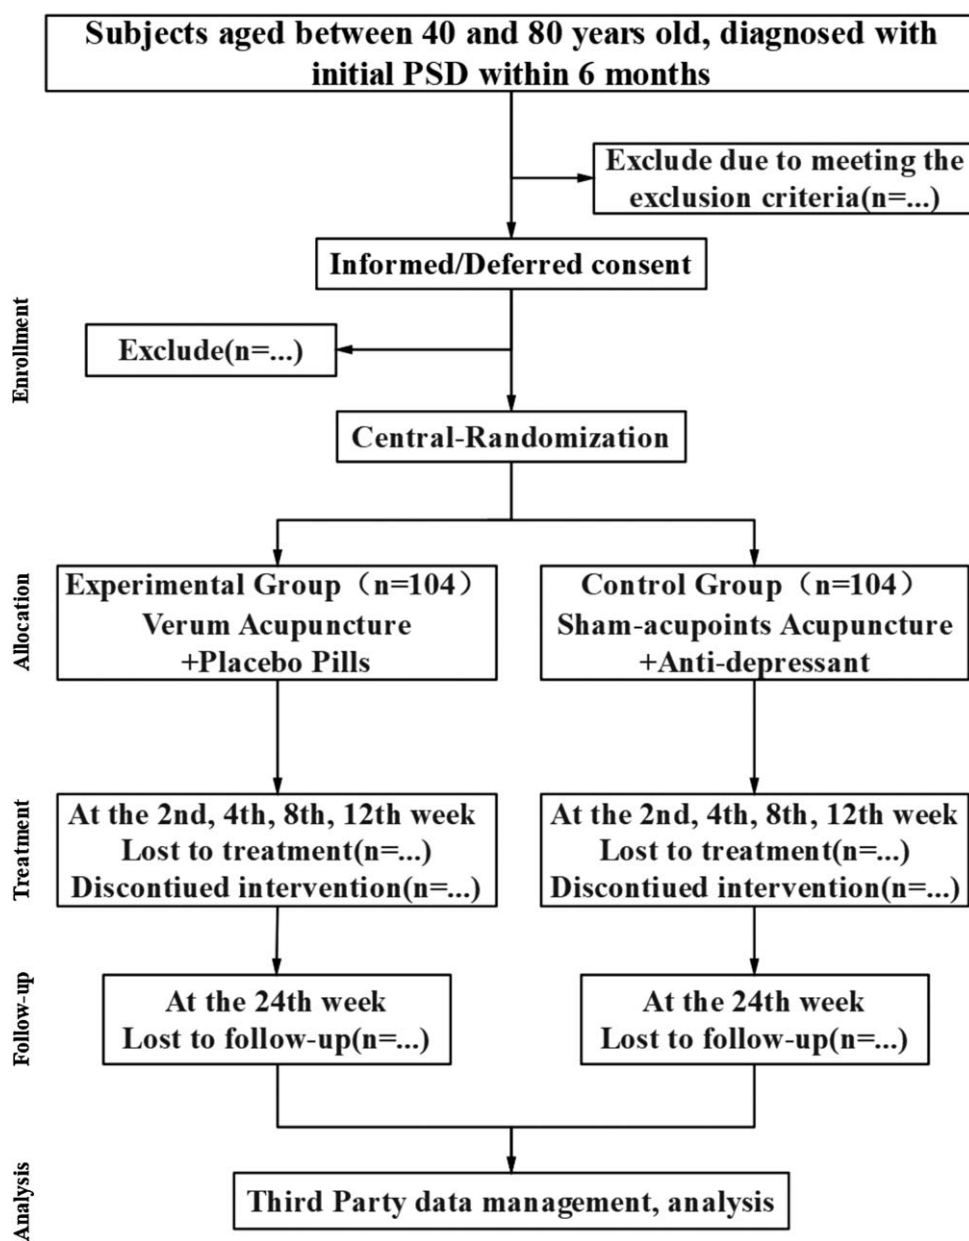 Subjects aged between 40 and 80 years old, diagnosed with
initial PSD within 6 months
Exclude due to meeting the
exclusion criteria(n=...)
Informed/Deferred consent
Enrollment
Exclude(n=...)
Central-Randomization
Allocation
Experimental Group（n=104）
Verum Acupuncture
+Placebo Pills
Control Group（n=104）
Sham-acupoints Acupuncture
+Anti-depressant
Treatment
At the 2nd, 4th, 8th, 12th week
Lost to treatment(n=...)
Discontiued intervention(n=...)
At the 2nd, 4th, 8th, 12th week
Lost to treatment(n=...)
Discontiued intervention(n=...)
Follow-up
At the 24th week
Lost to follow-up(n=...)
At the 24th week
Lost to follow-up(n=...)
Analysis
Third Party data management, analysis